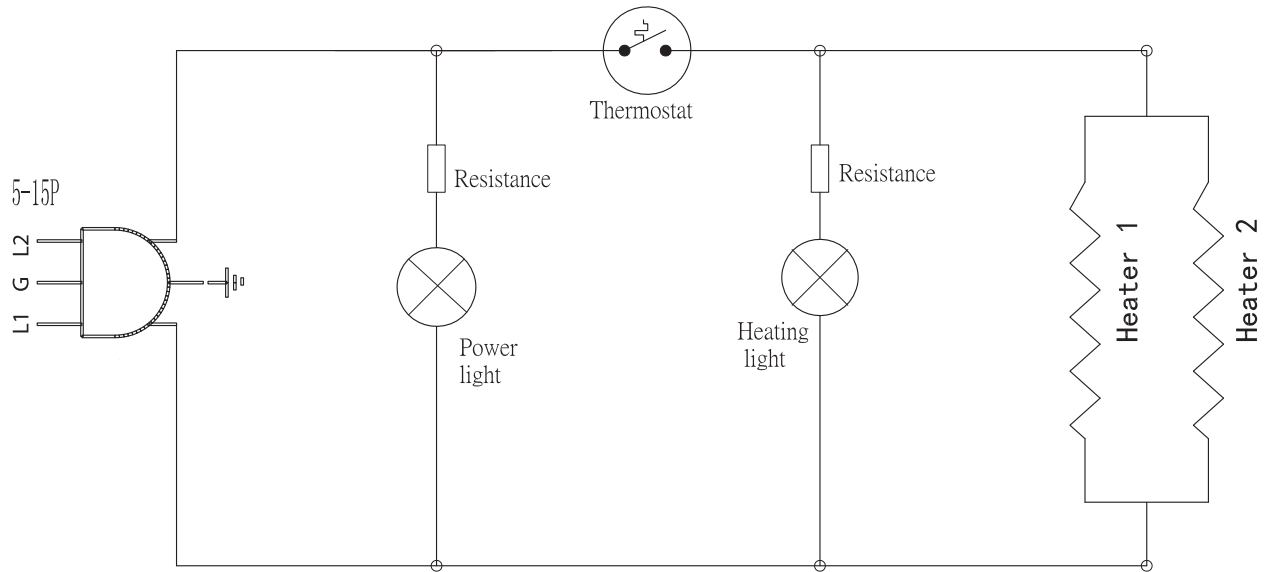 Thermostat
5-15P
Resistance
Resistance
L2
G
L1
Power
light
Heating
light
Heater 1
Heater 2